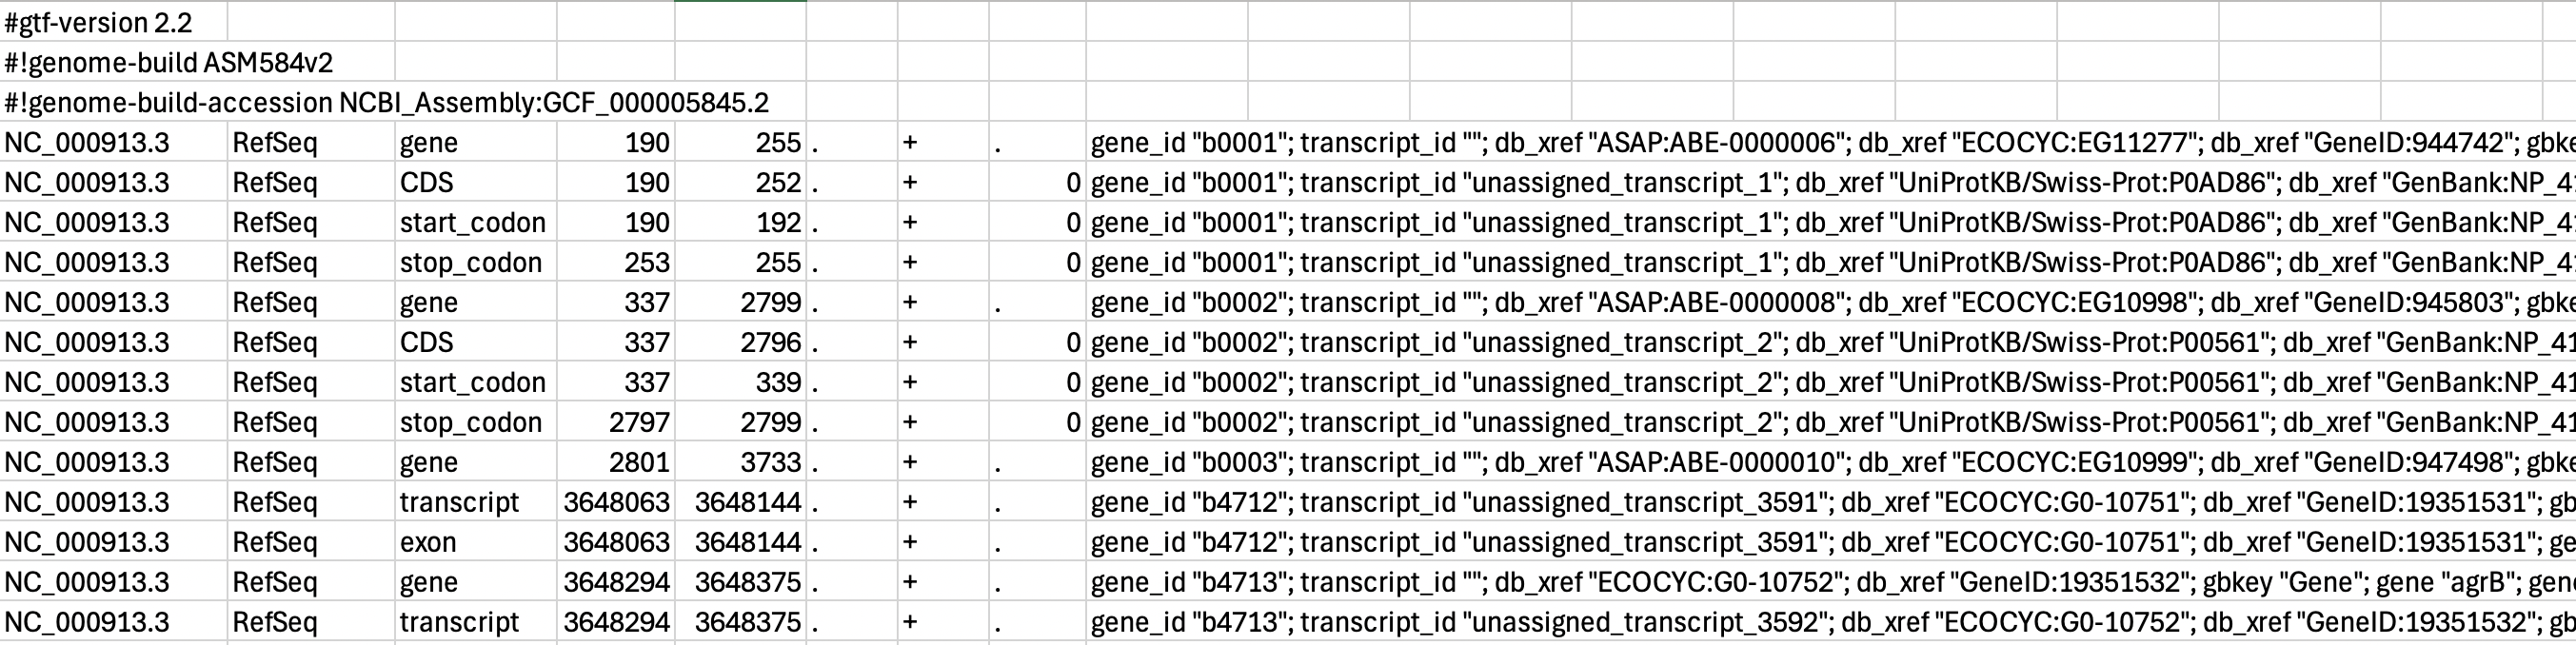 #gtf-version 2.2
#!genome-build ASM584v2
#!genome-build-accession NCBI_Assembly:GCF_000005845.2
NC_000913.3 RefSeq gene 190 255 . + . gene_id "b0001"; transcript_id ""; db_xref "ASAP:ABE-0000006"; db_xref "ECOCYC:EG11277"; db_xref "GeneID:944742"; gbke
NC_000913.3 RefSeq CDS 190 252 . + 0 gene_id "b0001"; transcript_id "unassigned_transcript_1"; db_xref "UniProtKB/Swiss-Prot:P0AD86"; db_xref "GenBank:NP_41
NC_000913.3 RefSeq start_codon 190 192 . + 0 gene_id "b0001"; transcript_id "unassigned_transcript_1"; db_xref "UniProtKB/Swiss-Prot:P0AD86"; db_xref "GenBank:NP_41
NC_000913.3 RefSeq stop_codon 253 255 . + 0 gene_id "b0001"; transcript_id "unassigned_transcript_1"; db_xref "UniProtKB/Swiss-Prot:P0AD86"; db_xref "GenBank:NP_41
NC_000913.3 RefSeq gene 337 2799 . + . gene_id "b0002"; transcript_id ""; db_xref "ASAP:ABE-0000008"; db_xref "ECOCYC:EG10998"; db_xref "GeneID:945803"; gbke
NC_000913.3 RefSeq CDS 337 2796 . + 0 gene_id "b0002"; transcript_id "unassigned_transcript_2"; db_xref "UniProtKB/Swiss-Prot:P00561"; db_xref "GenBank:NP_41
NC_000913.3 RefSeq start_codon 337 339 . + 0 gene_id "b0002"; transcript_id "unassigned_transcript_2"; db_xref "UniProtKB/Swiss-Prot:P00561"; db_xref "GenBank:NP_41
NC_000913.3 RefSeq stop_codon 2797 2799 . + 0 gene_id "b0002"; transcript_id "unassigned_transcript_2"; db_xref "UniProtKB/Swiss-Prot:P00561"; db_xref "GenBank:NP_41
NC_000913.3 RefSeq gene 2801 3733 . + . gene_id "b0003"; transcript_id ""; db_xref "ASAP:ABE-0000010"; db_xref "ECOCYC:EG10999"; db_xref "GeneID:947498"; gbke
NC_000913.3 RefSeq transcript 3648063 3648144 . + . gene_id "b4712"; transcript_id "unassigned_transcript_3591"; db_xref "ECOCYC:G0-10751"; db_xref "GeneID:19351531"; gb
NC_000913.3 RefSeq exon 3648063 3648144 . + . gene_id "b4712"; transcript_id "unassigned_transcript_3591"; db_xref "ECOCYC:G0-10751"; db_xref "GeneID:19351531"; ge
NC_000913.3 RefSeq gene 3648294 3648375 . + . gene_id "b4713"; transcript_id ""; db_xref "ECOCYC:G0-10752"; db_xref "GeneID:19351532"; gbkey "Gene"; gene "agrB"; gene
NC_000913.3 RefSeq transcript 3648294 3648375 . + . gene_id "b4713"; transcript_id "unassigned_transcript_3592"; db_xref "ECOCYC:G0-10752"; db_xref "GeneID:19351532"; gb